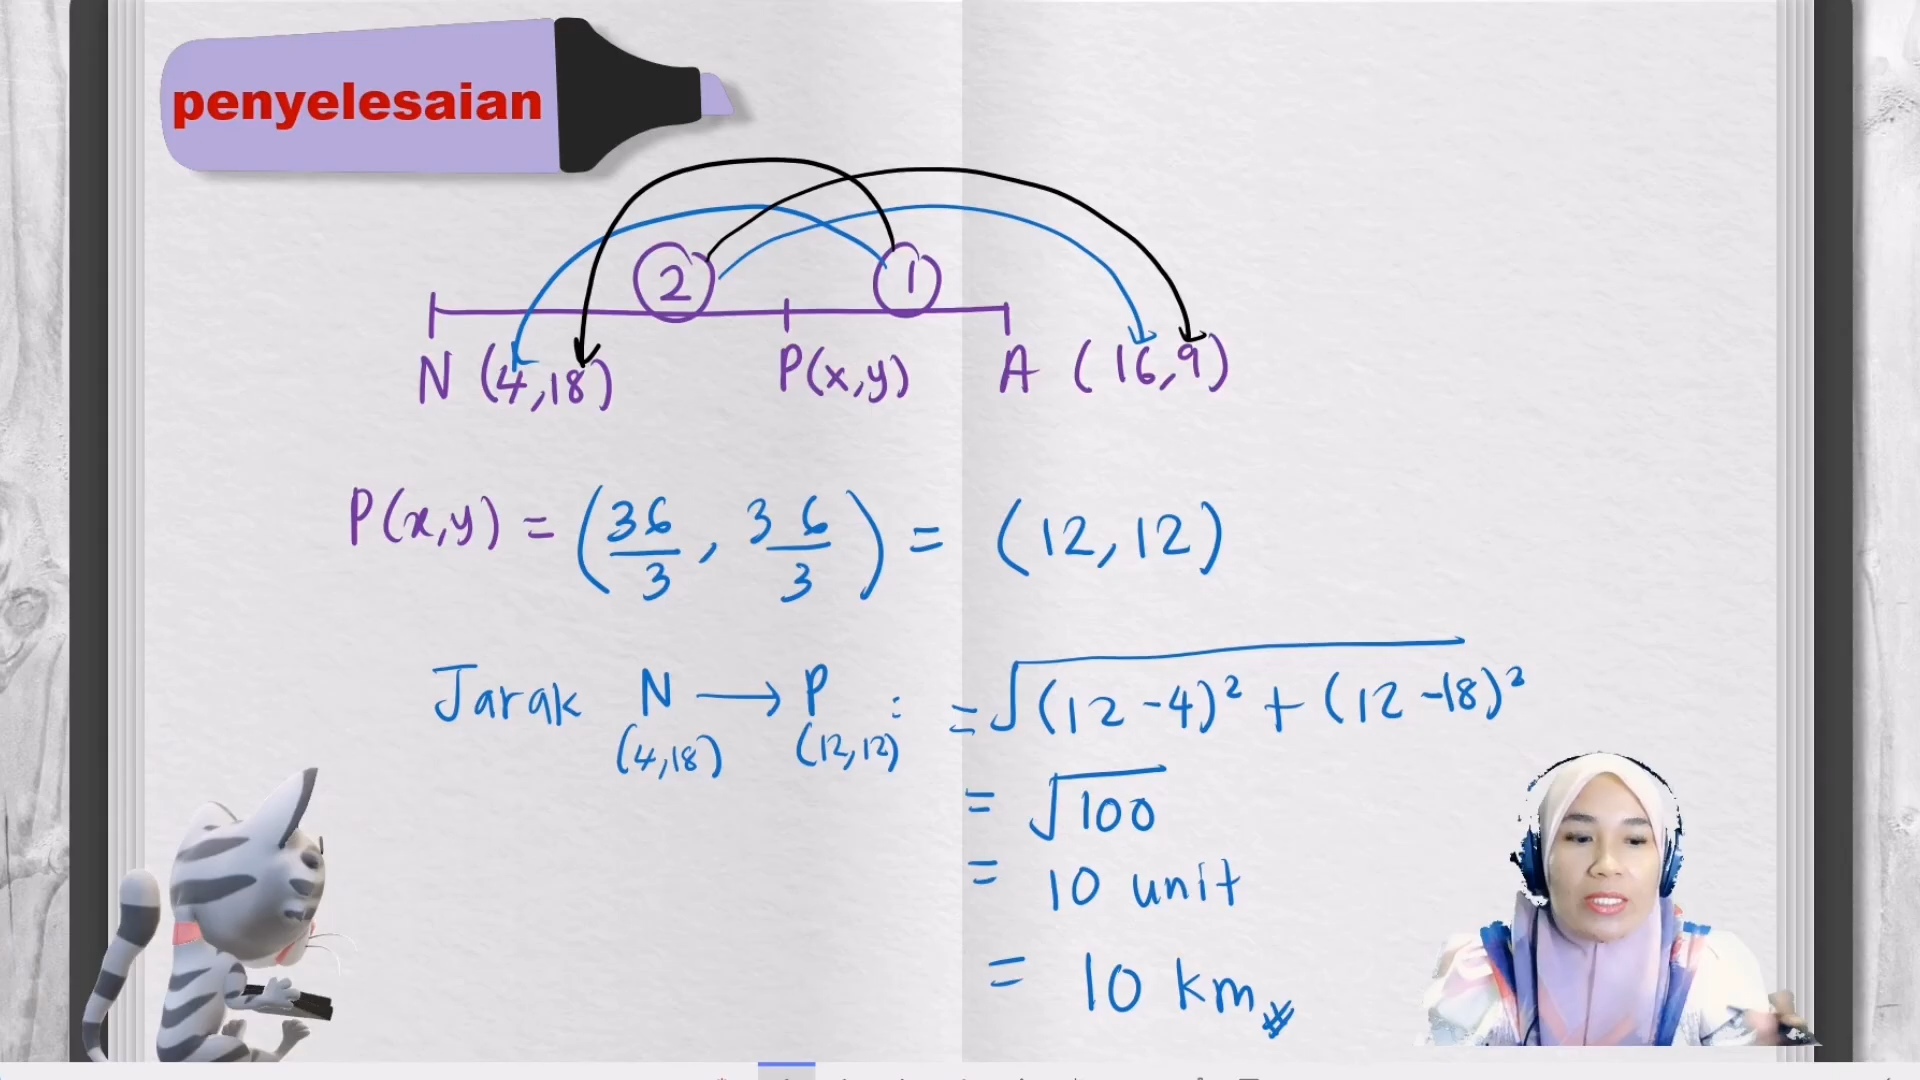 penyelesaian
2 1
N (4,18) P(x,y) A (16,9)
P(x,y) = (36/3, 36/3) = (12,12)
Jarak N → P : = √((12-4)² + (12-18)²)
(4,18) (12,12)
= √100
= 10 unit
= 10 km